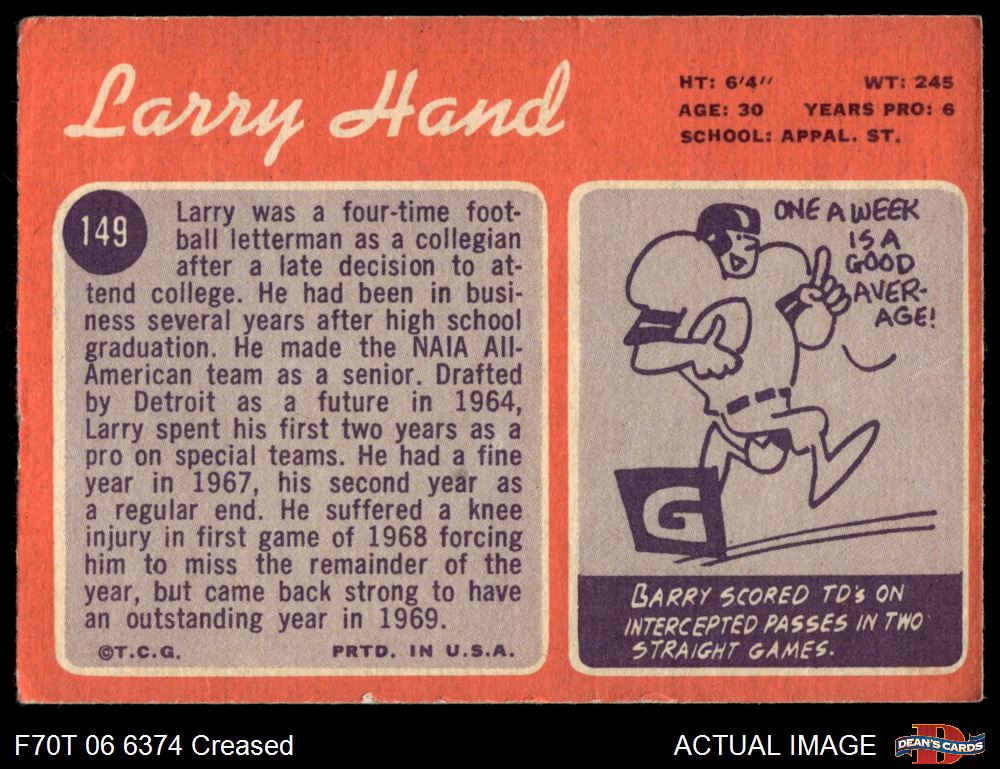 Larry Hand
HT: 6'4" WT: 245
AGE: 30 YEARS PRO: 6
SCHOOL: APPAL. ST.
149
Larry was a four-time foot-
ball letterman as a collegian
after a late decision to at-
tend college. He had been in busi-
ness several years after high school
graduation. He made the NAIA All-
American team as a senior. Drafted
by Detroit as a future in 1964,
Larry spent his first two years as a
pro on special teams. He had a fine
year in 1967, his second year as
a regular end. He suffered a knee
injury in first game of 1968 forcing
him to miss the remainder of the
year, but came back strong to have
an outstanding year in 1969.
©T.C.G. PRTD. IN U.S.A.
ONE A WEEK
IS A
GOOD
AVER-
AGE!
G
BARRY SCORED TD's ON
INTERCEPTED PASSES IN TWO
STRAIGHT GAMES.
F70T 06 6374 Creased
ACTUAL IMAGE
D
DEAN'S CARDS